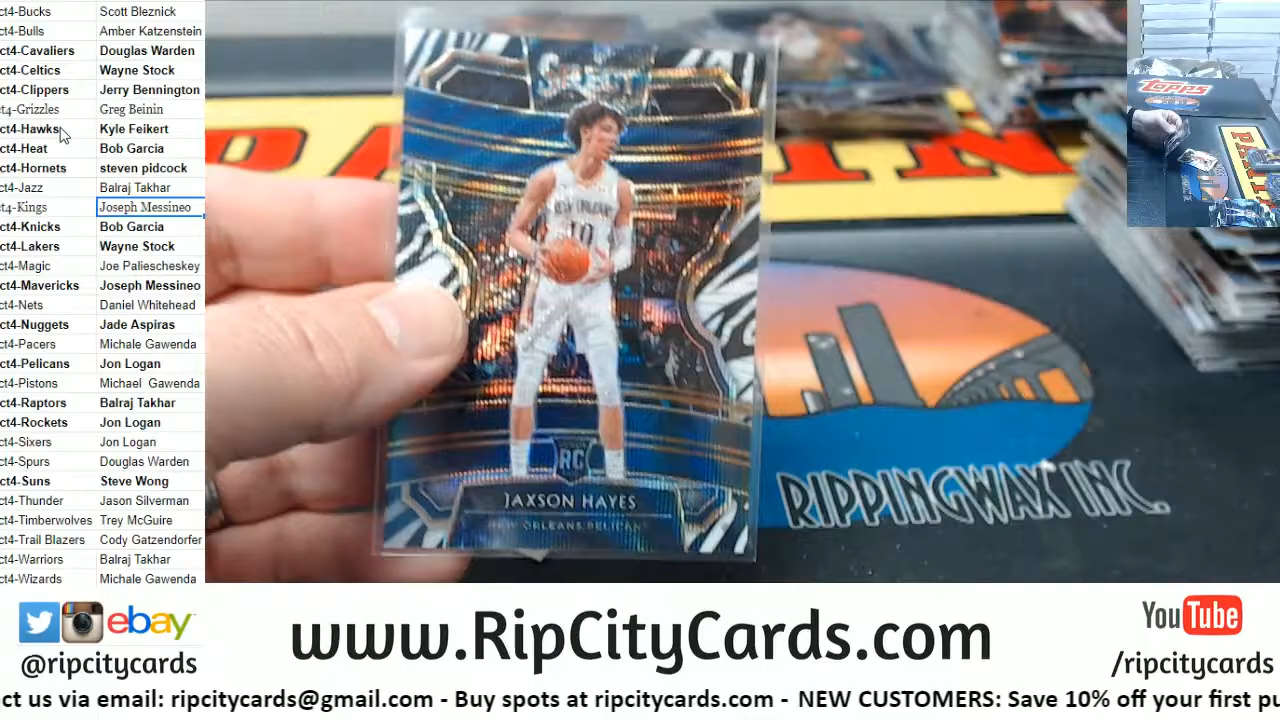 ct4-Bucks Scott Bleznick
ct4-Bulls Amber Katzenstein
ct4-Cavaliers Douglas Warden
ct4-Celtics Wayne Stock
ct4-Clippers Jerry Bennington
ct4-Grizzles Greg Beinin
ct4-Hawks Kyle Feikert
ct4-Heat Bob Garcia
ct4-Hornets steven pidcock
ct4-Jazz Balraj Takhar
ct4-Kings Joseph Messineo
ct4-Knicks Bob Garcia
ct4-Lakers Wayne Stock
ct4-Magic Joe Paliescheskey
ct4-Mavericks Joseph Messineo
ct4-Nets Daniel Whitehead
ct4-Nuggets Jade Aspiras
ct4-Pacers Michale Gawenda
ct4-Pelicans Jon Logan
ct4-Pistons Michael Gawenda
ct4-Raptors Balraj Takhar
ct4-Rockets Jon Logan
ct4-Sixers Jon Logan
ct4-Spurs Douglas Warden
ct4-Suns Steve Wong
ct4-Thunder Jason Silverman
ct4-Timberwolves Trey McGuire
ct4-Trail Blazers Cody Gatzendorfer
ct4-Warriors Balraj Takhar
ct4-Wizards Michale Gawenda
Select
NEW ORLEANS
10
RC
JAXSON HAYES
NEW ORLEANS PELICANS
RIPPINGWAX INC.
topps
ebay
@ripcitycards
www.RipCityCards.com
YouTube
/ripcitycards
ct us via email: ripcitycards@gmail.com - Buy spots at ripcitycards.com - NEW CUSTOMERS: Save 10% off your first pu